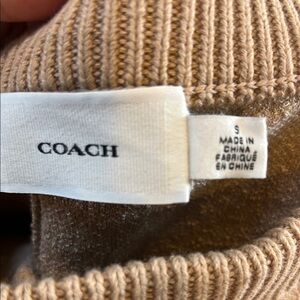 COACH
S
MADE IN
CHINA
FABRIQUÉ
EN CHINE